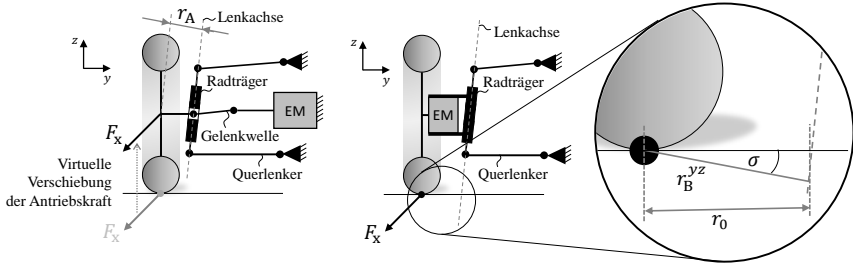 r_A
Lenkachse
z
y
Radträger
EM
F_x
Gelenkwelle
Virtuelle
Verschiebung
der Antriebskraft
Querlenker
F_x
z
y
Lenkachse
Radträger
EM
Querlenker
F_x
σ
r_B^{yz}
r_0